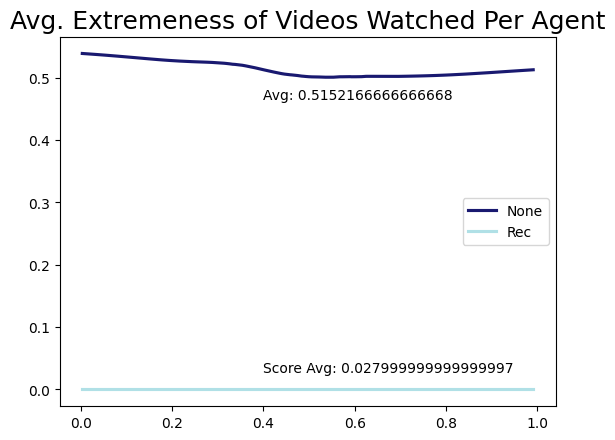 Avg. Extremeness of Videos Watched Per Agent
0.5
Avg: 0.5152166666666668
0.4
0.3
None
Rec
0.2
0.1
Score Avg: 0.027999999999999997
0.0
0.0 0.2 0.4 0.6 0.8 1.0